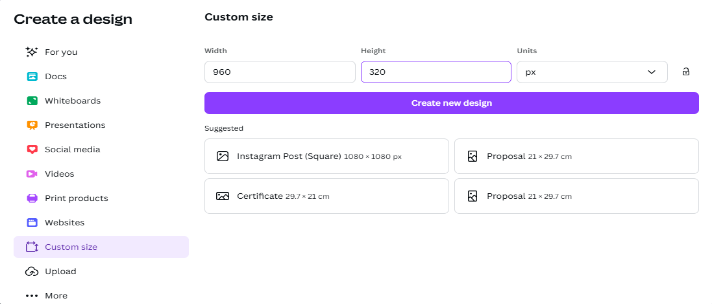 Create a design
For you
Docs
Whiteboards
Presentations
Social media
Videos
Print products
Websites
Custom size
Upload
More
Custom size
Width
Height
Units
960
320
px
Create new design
Suggested
Instagram Post (Square) 1080 × 1080 px
Proposal 21 × 29.7 cm
Certificate 29.7 × 21 cm
Proposal 21 × 29.7 cm